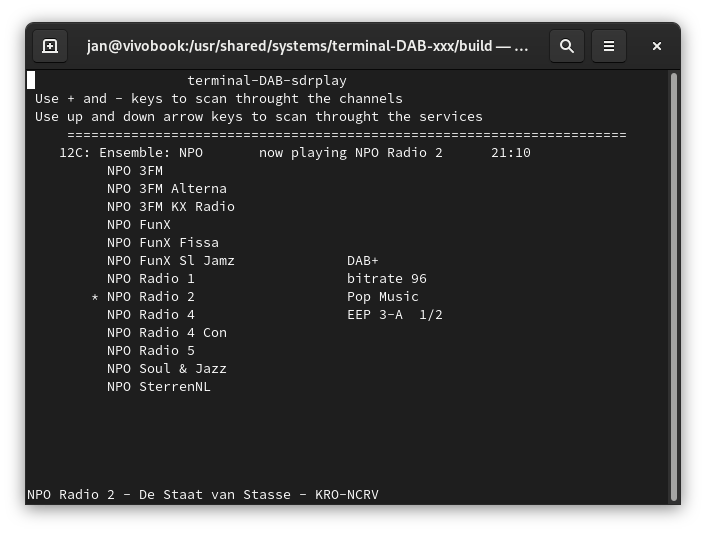 jan@vivobook:/usr/shared/systems/terminal-DAB-xxx/build — ...
terminal-DAB-sdrplay
Use + and - keys to scan throught the channels
Use up and down arrow keys to scan throught the services
======================================================================
12C: Ensemble: NPO now playing NPO Radio 2 21:10
NPO 3FM
NPO 3FM Alterna
NPO 3FM KX Radio
NPO FunX
NPO FunX Fissa
NPO FunX Sl Jamz DAB+
NPO Radio 1 bitrate 96
* NPO Radio 2 Pop Music
NPO Radio 4 EEP 3-A 1/2
NPO Radio 4 Con
NPO Radio 5
NPO Soul & Jazz
NPO SterrenNL
NPO Radio 2 - De Staat van Stasse - KRO-NCRV